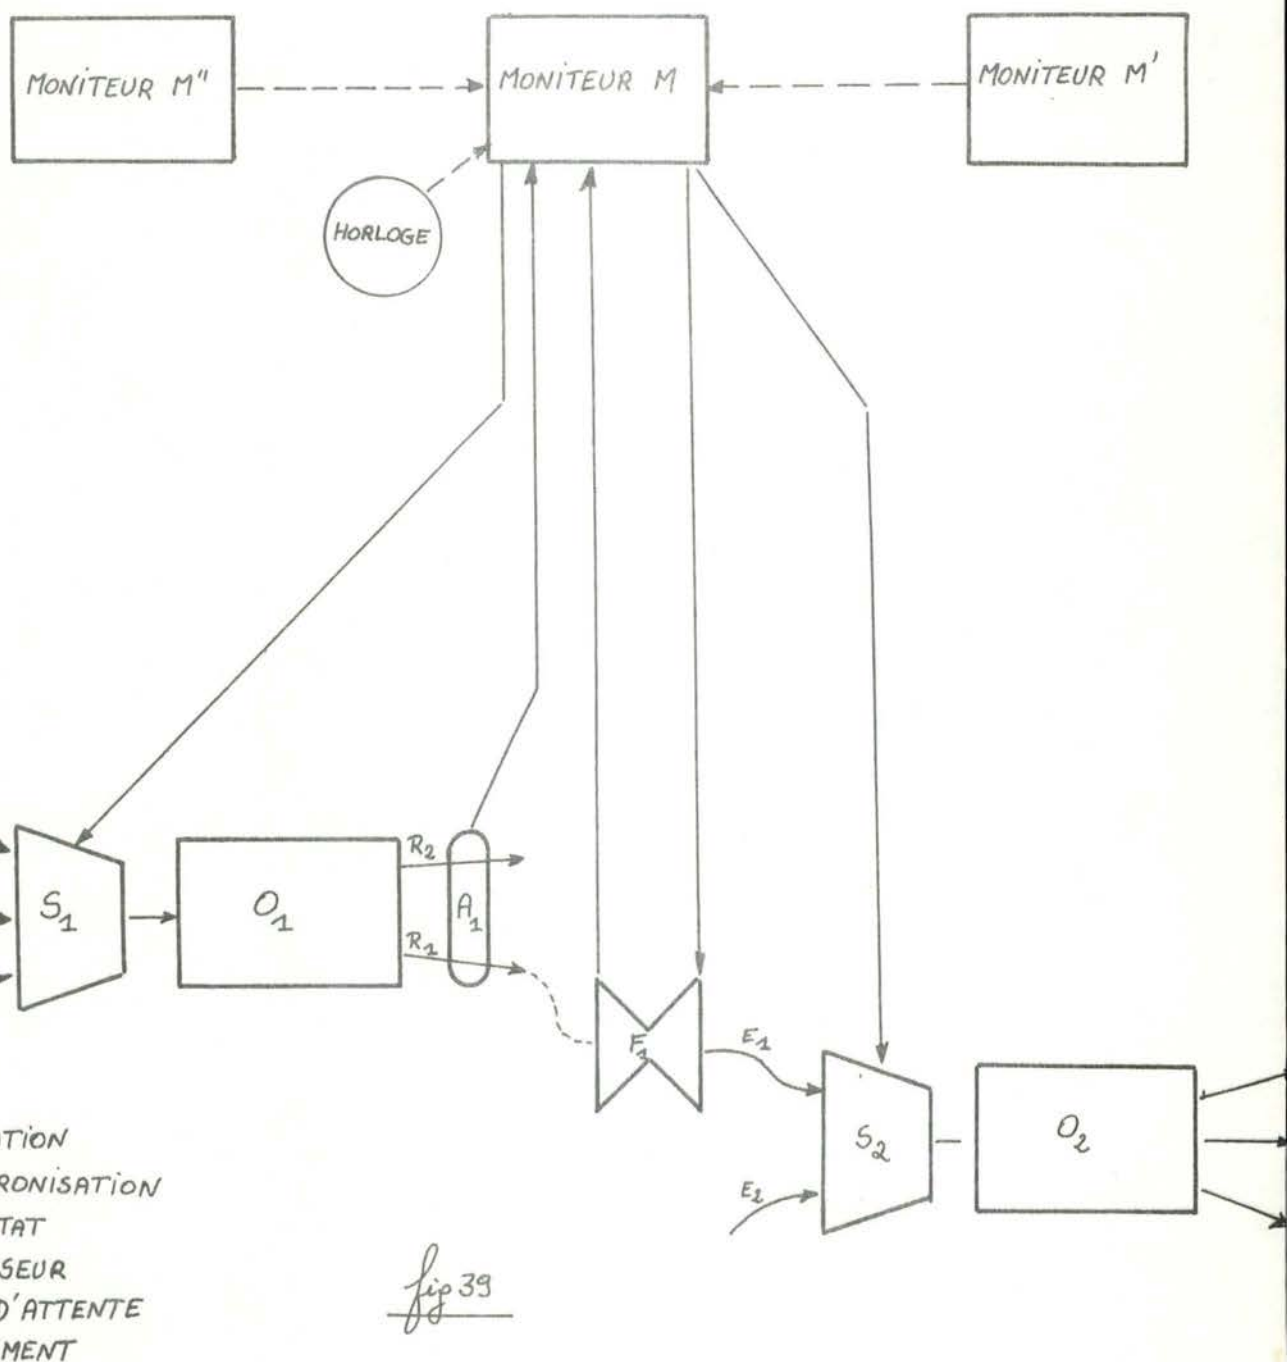 MONITEUR M"
MONITEUR M
MONITEUR M'
HORLOGE
R2
S1
O1
A1
R1
F1
E1
S2
O2
E2
TION
RONISATION
TAT
SEUR
D'ATTENTE
MENT
fig 39